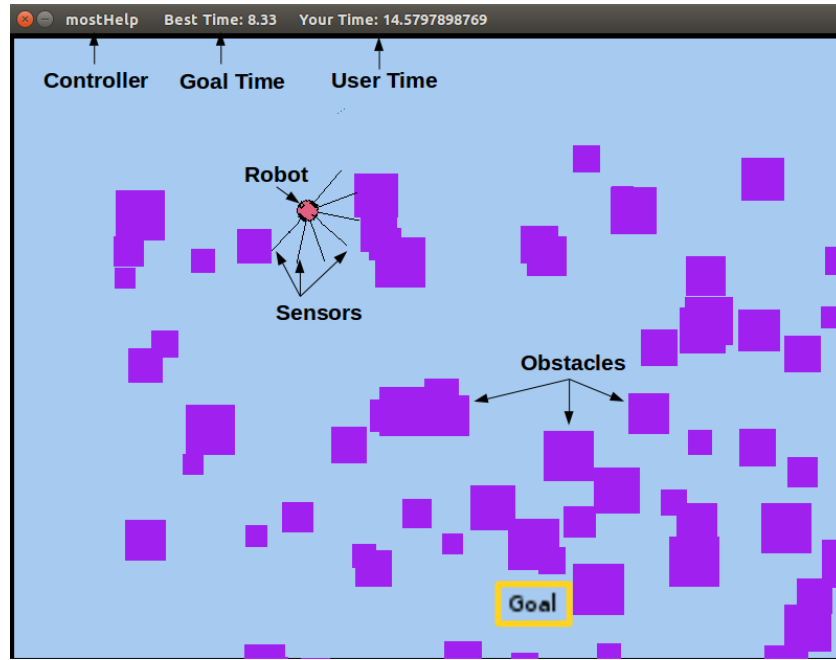 mostHelp Best Time: 8.33 Your Time: 14.5797898769
Controller Goal Time User Time
Robot
Sensors
Obstacles
Goal